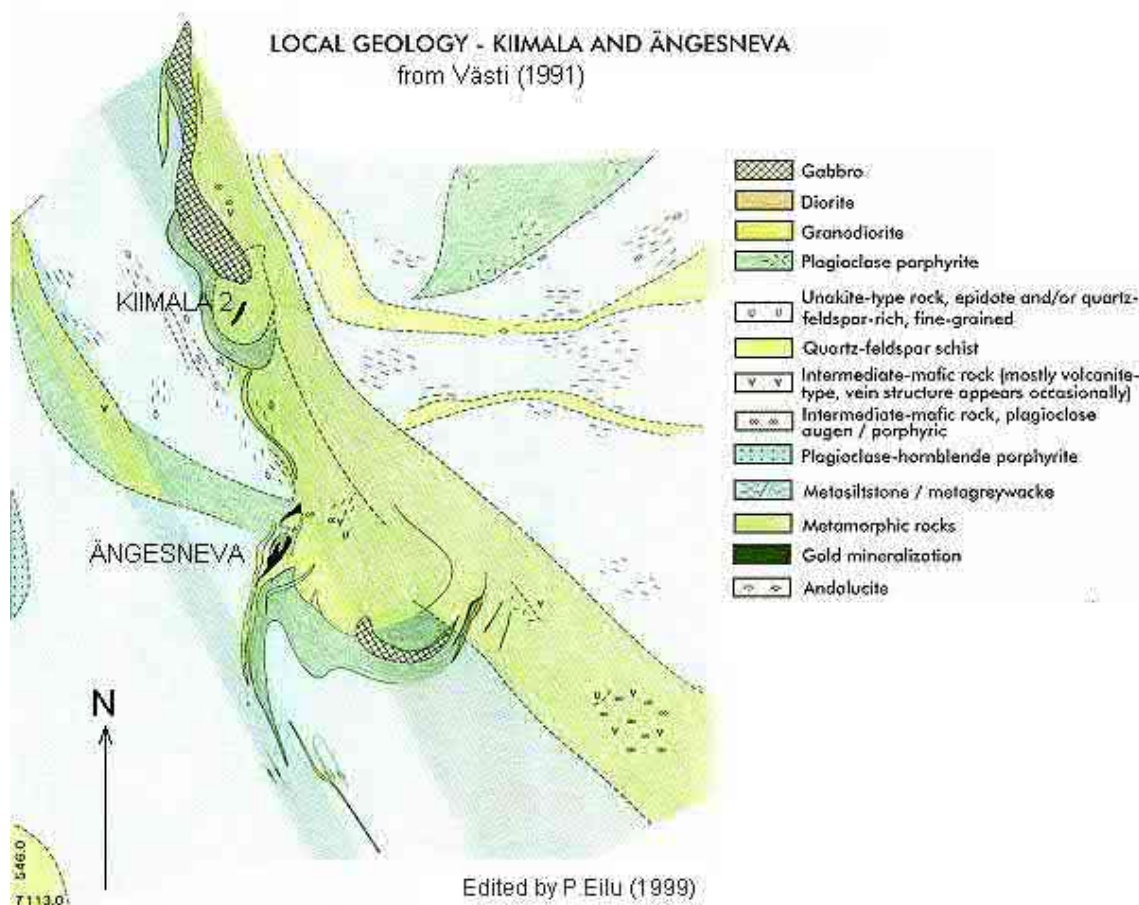 LOCAL GEOLOGY - KIIMALA AND ÄNGESNEVA
from Västi (1991)
Gabbro
Diorite
Granodiorite
Plagioclase porphyrite
Unakite-type rock, epidote and/or quartz-
feldspar-rich, fine-grained
Quartz-feldspar schist
Intermediate-mafic rock (mostly volcanite-
type, vein structure appears occasionally)
Intermediate-mafic rock, plagioclase
augen / porphyric
Plagioclase-hornblende porphyrite
Metasiltstone / metagreywacke
Metamorphic rocks
Gold mineralization
Andalucite
KIIMALA 2
ÄNGESNEVA
N
546.0
7113.0
Edited by P.Eilu (1999)